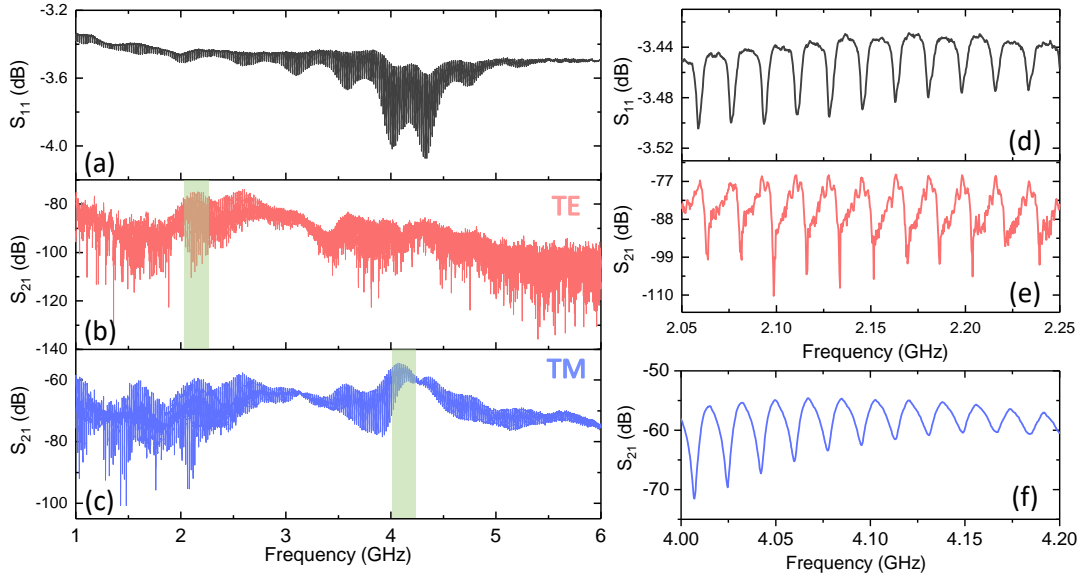 -3.2
-3.6
-4.0
S11 (dB)
(a)
-80
-100
-120
-140
S21 (dB)
TE
(b)
-60
-80
-100
S21 (dB)
TM
(c)
1 2 3 4 5 6
Frequency (GHz)
-3.44
-3.48
-3.52
S11 (dB)
(d)
-77
-88
-99
-110
S21 (dB)
(e)
2.05 2.10 2.15 2.20 2.25
Frequency (GHz)
-50
-60
-70
S21 (dB)
(f)
4.00 4.05 4.10 4.15 4.20
Frequency (GHz)